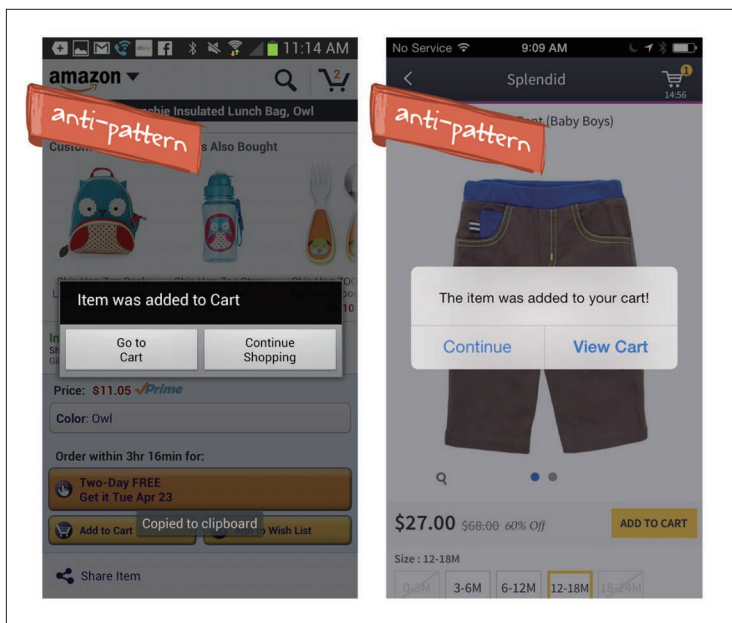 11:14 AM
amazon
2
anti-pattern
Insulated Lunch Bag, Owl
Also Bought
Item was added to Cart
Go to
Cart
Continue
Shopping
Price: $11.05 Prime
Color: Owl
Order within 3hr 16min for:
Two-Day FREE
Get it Tue Apr 23
Add to Cart
Copied to clipboard
Wish List
Share Item
No Service
9:09 AM
Splendid
1
14:56
anti-pattern
(Baby Boys)
The item was added to your cart!
Continue
View Cart
$27.00 $68.00 60% Off
ADD TO CART
Size : 12-18M
0-3M
3-6M
6-12M
12-18M
18-24M